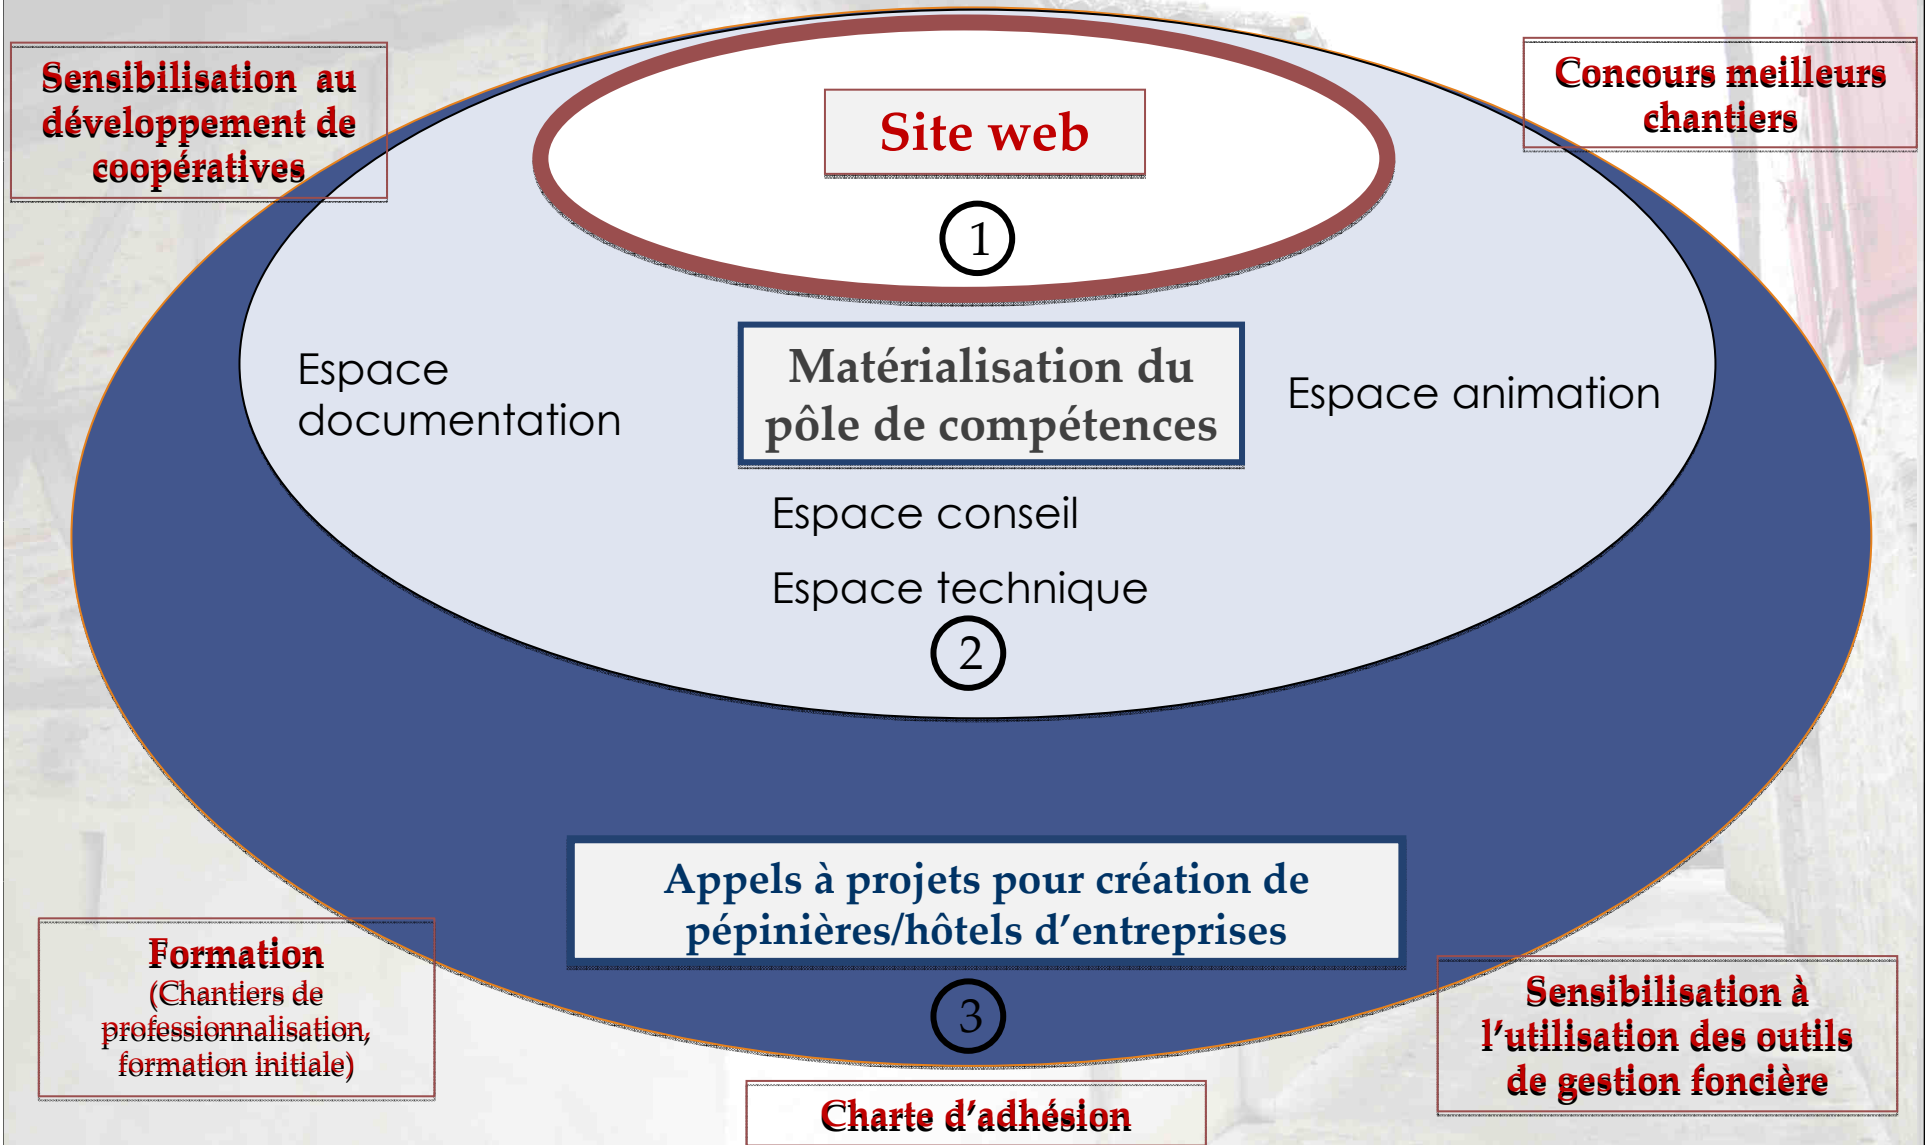 Sensibilisation au
développement de
coopératives
Concours meilleurs
chantiers
Site web
1
Espace
documentation
Matérialisation du
pôle de compétences
Espace animation
Espace conseil
Espace technique
2
Appels à projets pour création de
pépinières/hôtels d’entreprises
3
Formation
(Chantiers de
professionnalisation,
formation initiale)
Charte d’adhésion
Sensibilisation à
l’utilisation des outils
de gestion foncière